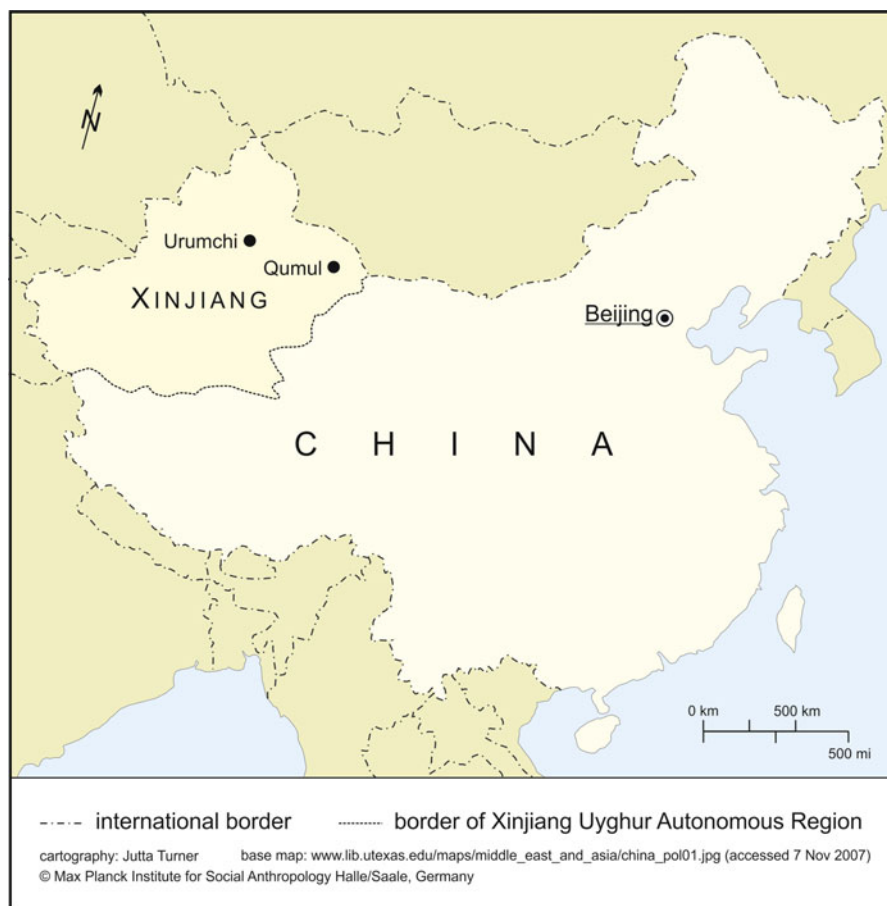 N
Urumchi
Qumul
XINJIANG
Beijing
CHINA
0 km 500 km
500 mi
international border border of Xinjiang Uyghur Autonomous Region
cartography: Jutta Turner base map: www.lib.utexas.edu/maps/middle_east_and_asia/china_pol01.jpg (accessed 7 Nov 2007)
© Max Planck Institute for Social Anthropology Halle/Saale, Germany